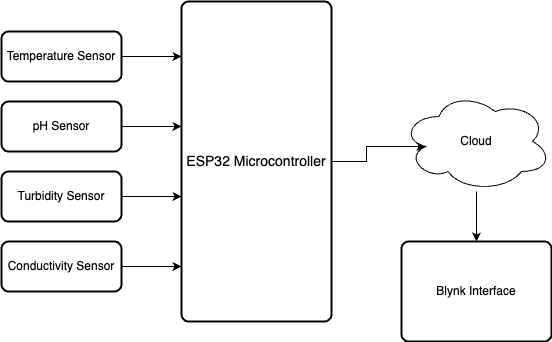 Temperature Sensor
pH Sensor
Turbidity Sensor
Conductivity Sensor
ESP32 Microcontroller
Cloud
Blynk Interface